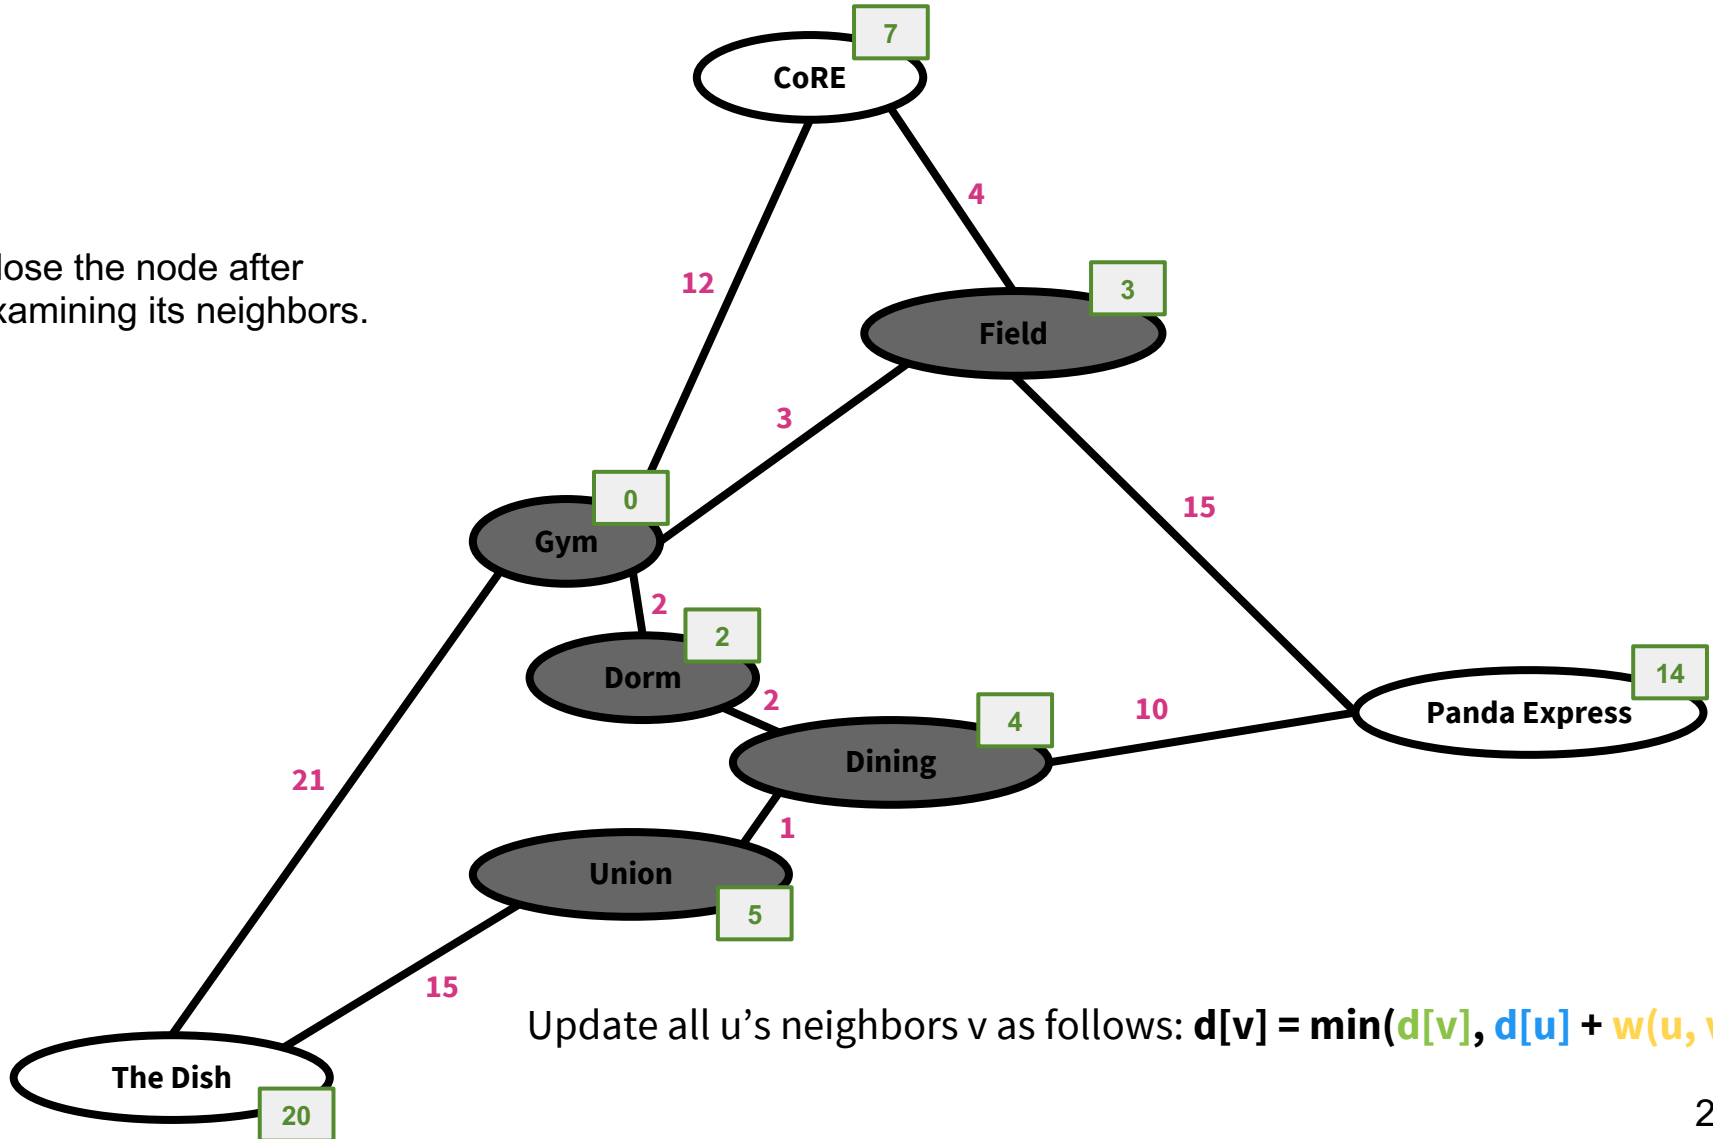 7
CoRE
4
lose the node after
xamining its neighbors.
12
3
Field
3
0
15
Gym
2
2
Dorm
14
2
10
Panda Express
4
Dining
21
1
Union
5
15
Update all u's neighbors v as follows: d[v] = min(d[v], d[u] + w(u, v
The Dish
20
2